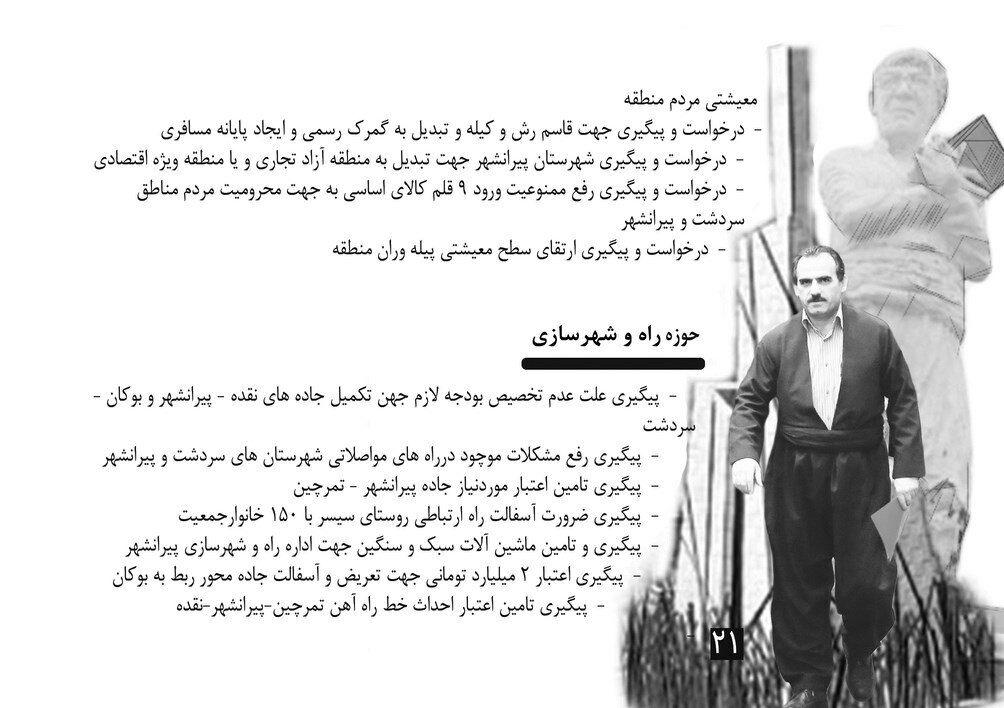 معیشتی مردم منطقه
- درخواست و پیگیری جهت قاسم رش و کیله و تبدیل به گمرک رسمی و ایجاد پایانه مسافری
- درخواست و پیگیری شهرستان پیرانشهر جهت تبدیل به منطقه آزاد تجاری و یا منطقه ویژه اقتصادی
- درخواست و پیگیری رفع ممنوعیت ورود ۹ قلم کالای اساسی به جهت محرومیت مردم مناطق
سردشت و پیرانشهر
- درخواست و پیگیری ارتقای سطح معیشتی پیله وران منطقه
حوزه راه و شهرسازی
- پیگیری علت عدم تخصیص بودجه لازم جهن تکمیل جاده های نقده - پیرانشهر و بوکان -
سردشت
- پیگیری رفع مشکلات موچود درراه های مواصلاتی شهرستان های سردشت و پیرانشهر
- پیگیری تامین اعتبار موردنیاز جاده پیرانشهر - تمرچین
- پیگیری ضرورت آسفالت راه ارتباطی روستای سیسر با ۱۵۰ خانوارجمعیت
- پیگیری و تامین ماشین آلات سبک و سنگین جهت اداره راه و شهرسازی پیرانشهر
- پیگیری اعتبار ۲ میلیارد تومانی جهت تعریض و آسفالت جاده محور ربط به بوکان
- پیگیری تامین اعتبار احداث خط راه آهن تمرچین-پیرانشهر-نقده
-
۲۱